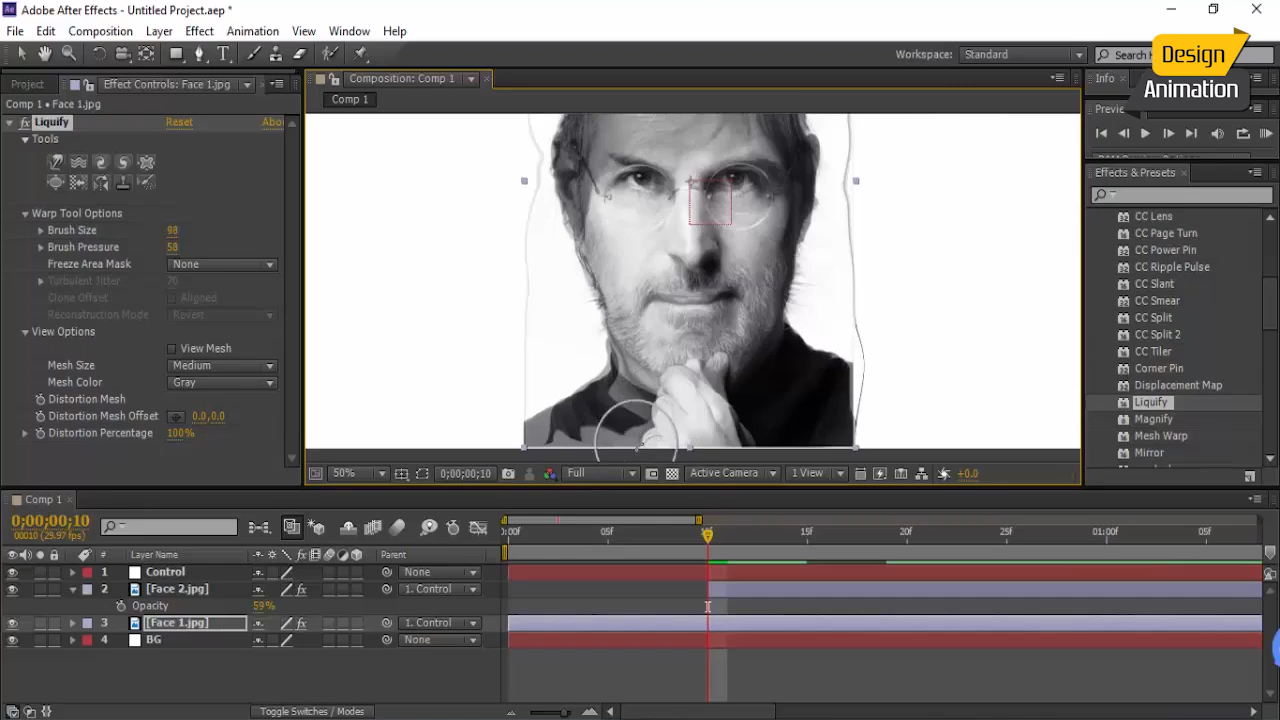 Adobe After Effects - Untitled Project.aep *
File Edit Composition Layer Effect Animation View Window Help
Workspace: Standard
Search
Design
Animation
Project Effect Controls: Face 1.jpg
Composition: Comp 1
Info
Comp 1 • Face 1.jpg
Comp 1
Previe
Liquify Reset Abo
Tools
Effects & Presets
Warp Tool Options
Brush Size 98
Brush Pressure 58
Freeze Area Mask None
Turbulent Jitter 70
Clone Offset Aligned
Reconstruction Mode Revert
View Options
View Mesh
Mesh Size Medium
Mesh Color Gray
Distortion Mesh
Distortion Mesh Offset 0.0,0.0
Distortion Percentage 100%
CC Lens
CC Page Turn
CC Power Pin
CC Ripple Pulse
CC Slant
CC Smear
CC Split
CC Split 2
CC Tiler
Corner Pin
Displacement Map
Liquify
Magnify
Mesh Warp
Mirror
50% 0;00;00;10 Full Active Camera 1 View +0.0
Comp 1
0;00;00;10
00010 (29.97 fps)
0:00f 05f 10f 15f 20f 25f 01:00f 05f
# Layer Name fx Parent
1 Control None
2 [Face 2.jpg] fx 1. Control
Opacity 59%
3 [Face 1.jpg] fx 1. Control
4 BG None
Toggle Switches / Modes